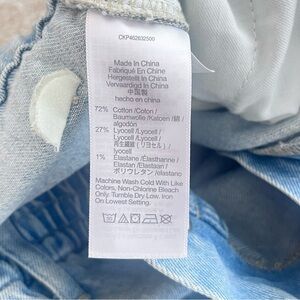 CKP462632500
Made In China
Fabriqué En Chine
Hergestellt In China
Vervaardigd In China
中国製
hecho en china
72% Cotton /Coton /
Baumwolle /Katoen /綿 /
algodón
27% Lyocell /Lyocell /
Lyocell /Lyocell /
再生繊維 (リヨセル) /
lyocell
1% Elastane /Élasthanne /
Elasthan /Elastaan /
ポリウレタン /elastano
Machine Wash Cold With Like
Colors, Non-Chlorine Bleach
Only. Tumble Dry Low. Iron
On Lowest Setting.